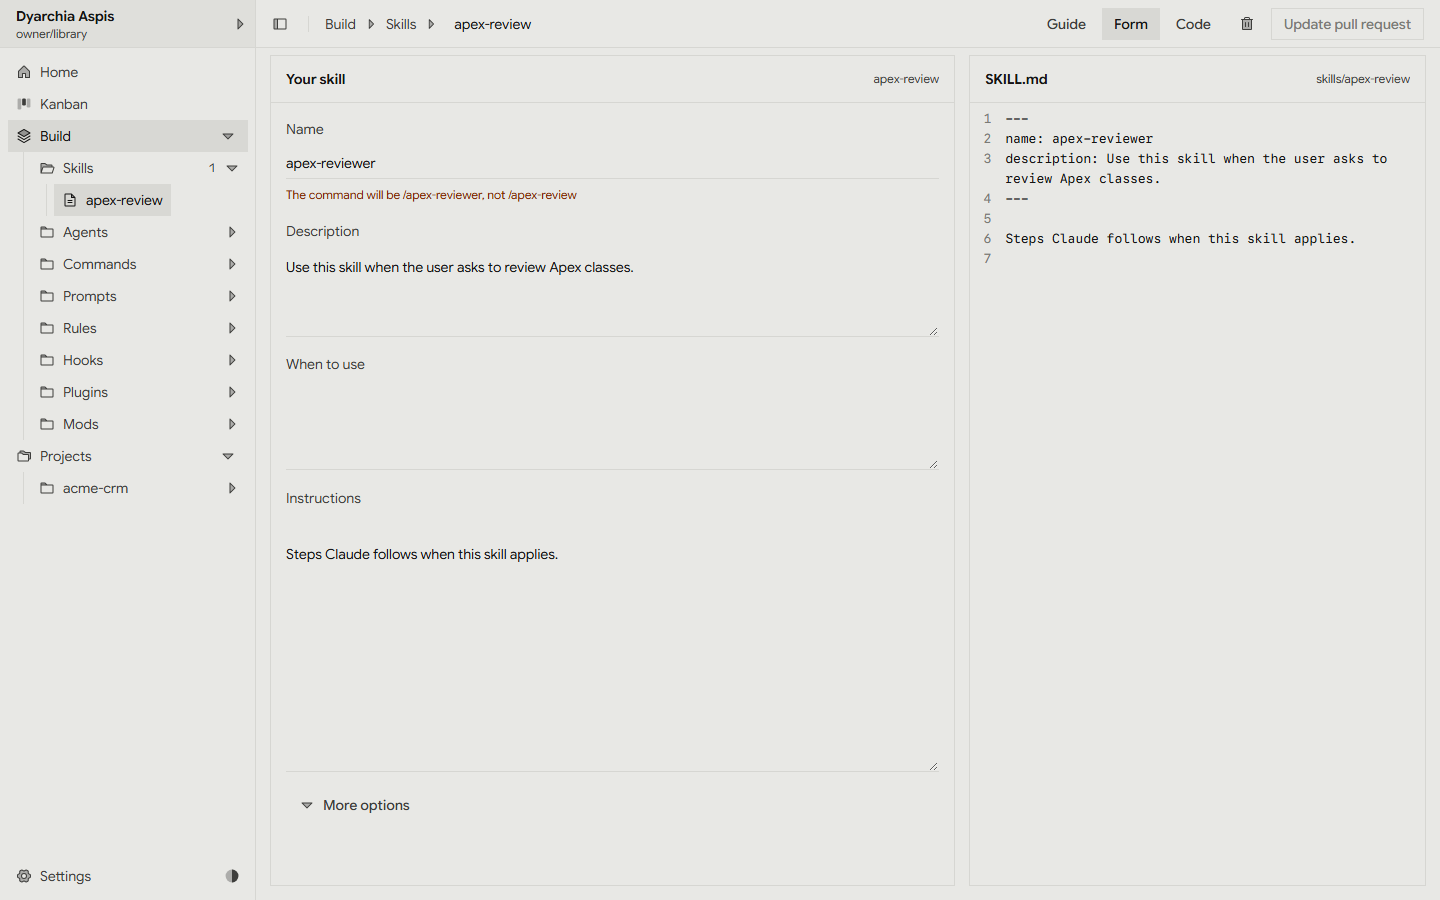 Dyarchia Aspis
owner/library
Home
Kanban
Build
Skills 1
apex-review
Agents
Commands
Prompts
Rules
Hooks
Plugins
Mods
Projects
acme-crm
Settings
Build Skills apex-review
Guide Form Code Update pull request
Your skill apex-review
Name
apex-reviewer
The command will be /apex-reviewer, not /apex-review
Description
Use this skill when the user asks to review Apex classes.
When to use
Instructions
Steps Claude follows when this skill applies.
More options
SKILL.md skills/apex-review
1 ---
2 name: apex-reviewer
3 description: Use this skill when the user asks to
review Apex classes.
4 ---
5
6 Steps Claude follows when this skill applies.
7